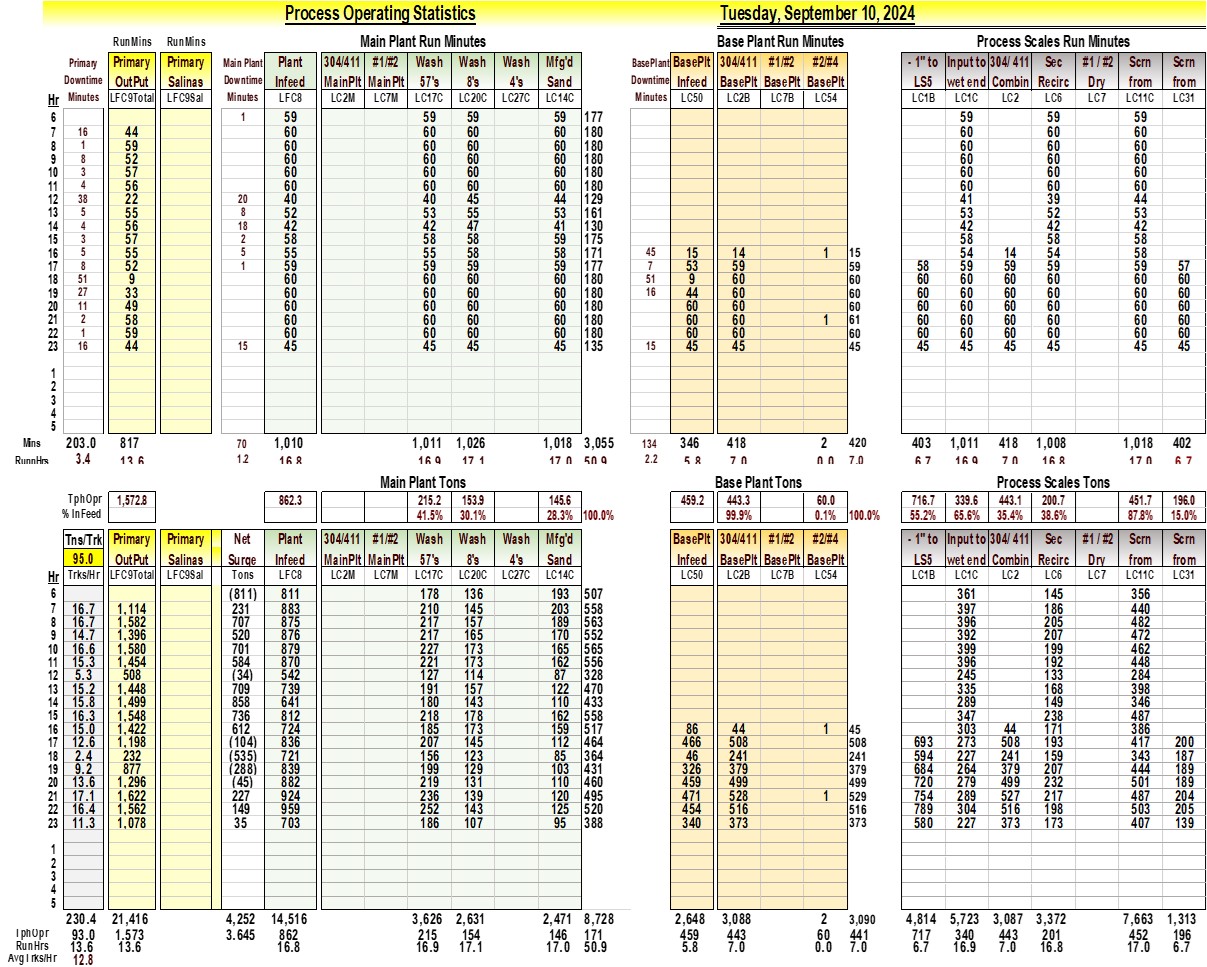 Process Operating Statistics Tuesday, September 10, 2024
RunMins RunMins Main Plant Run Minutes Base Plant Run Minutes Process Scales Run Minutes
Primary Primary Primary Main Plant Plant 304/411 #1/#2 Wash Wash Wash Mfg'd BasePlant BasePlt 304/411 #1/#2 #2/#4 - 1" to Input to 304/ 411 Sec #1 / #2 Scrn Scrn
Downtime OutPut Salinas Downtime Infeed MainPlt MainPlt 57's 8's 4's Sand Downtime Infeed BasePlt BasePlt BasePlt LS5 wet end Combin Recirc Dry from from
Hr Minutes LFC9Total LFC9Sal Minutes LFC8 LC2M LC7M LC17C LC20C LC27C LC14C Minutes LC50 LC2B LC7B LC54 LC1B LC1C LC2 LC6 LC7 LC11C LC31
6 1 59 59 59 59 177 59 59 59
7 16 44 60 60 60 60 180 60 60 60
8 1 59 60 60 60 60 180 60 60 60
9 8 52 60 60 60 60 180 60 60 60
10 3 57 60 60 60 60 180 60 60 60
11 4 56 60 60 60 60 180 60 60 60
12 38 22 20 40 40 45 44 129 41 39 44
13 5 55 8 52 53 55 53 161 53 52 53
14 4 56 18 42 42 47 41 130 42 42 42
15 3 57 2 58 58 58 59 175 58 58 58
16 5 55 5 55 55 58 58 171 45 15 14 1 15 54 14 54 58
17 8 52 1 59 59 59 59 177 7 53 59 59 58 59 59 59 59 57
18 51 9 60 60 60 60 180 51 9 60 60 60 60 60 60 60 60
19 27 33 60 60 60 60 180 16 44 60 60 60 60 60 60 60 60
20 11 49 60 60 60 60 180 60 60 60 60 60 60 60 60 60
21 2 58 60 60 60 60 180 60 60 1 61 60 60 60 60 60 60
22 1 59 60 60 60 60 180 60 60 60 60 60 60 60 60 60
23 16 44 15 45 45 45 45 135 15 45 45 45 45 45 45 45 45 45
1
2
3
4
5
Mins 203.0 817 70 1,010 1,011 1,026 1,018 3,055 134 346 418 2 420 403 1,011 418 1,008 1,018 402
RunnHrs 3.4 13.6 1.2 16.8 16.9 17.1 17.0 50.9 2.2 5.8 7.0 0.0 7.0 6.7 16.9 7.0 16.8 17.0 6.7
Main Plant Tons Base Plant Tons Process Scales Tons
TphOpr 1,572.8 862.3 215.2 153.9 145.6 459.2 443.3 60.0 716.7 339.6 443.1 200.7 451.7 196.0
% InFeed 41.5% 30.1% 28.3% 100.0% 99.9% 0.1% 100.0% 55.2% 65.6% 35.4% 38.6% 87.8% 15.0%
Tns/Trk Primary Primary Net Plant 304/411 #1/#2 Wash Wash Wash Mfg'd BasePlt 304/411 #1/#2 #2/#4 - 1" to Input to 304/ 411 Sec #1 / #2 Scrn Scrn
95.0 OutPut Salinas Surge Infeed MainPlt MainPlt 57's 8's 4's Sand Infeed BasePlt BasePlt BasePlt LS5 wet end Combin Recirc Dry from from
Hr Trks/Hr LFC9Total LFC9Sal Tons LFC8 LC2M LC7M LC17C LC20C LC27C LC14C LC50 LC2B LC7B LC54 LC1B LC1C LC2 LC6 LC7 LC11C LC31
6 (811) 811 178 136 193 507 361 145 356
7 16.7 1,114 231 883 210 145 203 558 397 186 440
8 16.7 1,582 707 875 217 157 189 563 396 205 482
9 14.7 1,396 520 876 217 165 170 552 392 207 472
10 16.6 1,580 701 879 227 173 165 565 399 199 462
11 15.3 1,454 584 870 221 173 162 556 396 192 448
12 5.3 508 (34) 542 127 114 87 328 245 133 284
13 15.2 1,448 709 739 191 157 122 470 335 168 398
14 15.8 1,499 858 641 180 143 110 433 289 149 346
15 16.3 1,548 736 812 218 178 162 558 347 238 487
16 15.0 1,422 612 724 185 173 159 517 86 44 1 45 303 44 171 386
17 12.6 1,198 (104) 836 207 145 112 464 466 508 508 693 273 508 193 417 200
18 2.4 232 (535) 721 156 123 85 364 46 241 241 594 227 241 159 343 187
19 9.2 877 (288) 839 199 129 103 431 326 379 379 684 264 379 207 444 189
20 13.6 1,296 (45) 882 219 131 110 460 459 499 499 720 279 499 232 501 189
21 17.1 1,622 227 924 236 139 120 495 471 528 1 529 754 289 527 217 487 204
22 16.4 1,562 149 959 252 143 125 520 454 516 516 789 304 516 198 503 205
23 11.3 1,078 35 703 186 107 95 388 340 373 373 580 227 373 173 407 139
1
2
3
4
5
230.4 21,416 4,252 14,516 3,626 2,631 2,471 8,728 2,648 3,088 2 3,090 4,814 5,723 3,087 3,372 7,663 1,313
TphOpr 93.0 1,573 3.645 862 215 154 146 171 459 443 60 441 717 340 443 201 452 196
RunHrs 13.6 13.6 16.8 16.9 17.1 17.0 50.9 5.8 7.0 0.0 7.0 6.7 16.9 7.0 16.8 17.0 6.7
AvgTrks/Hr 12.8